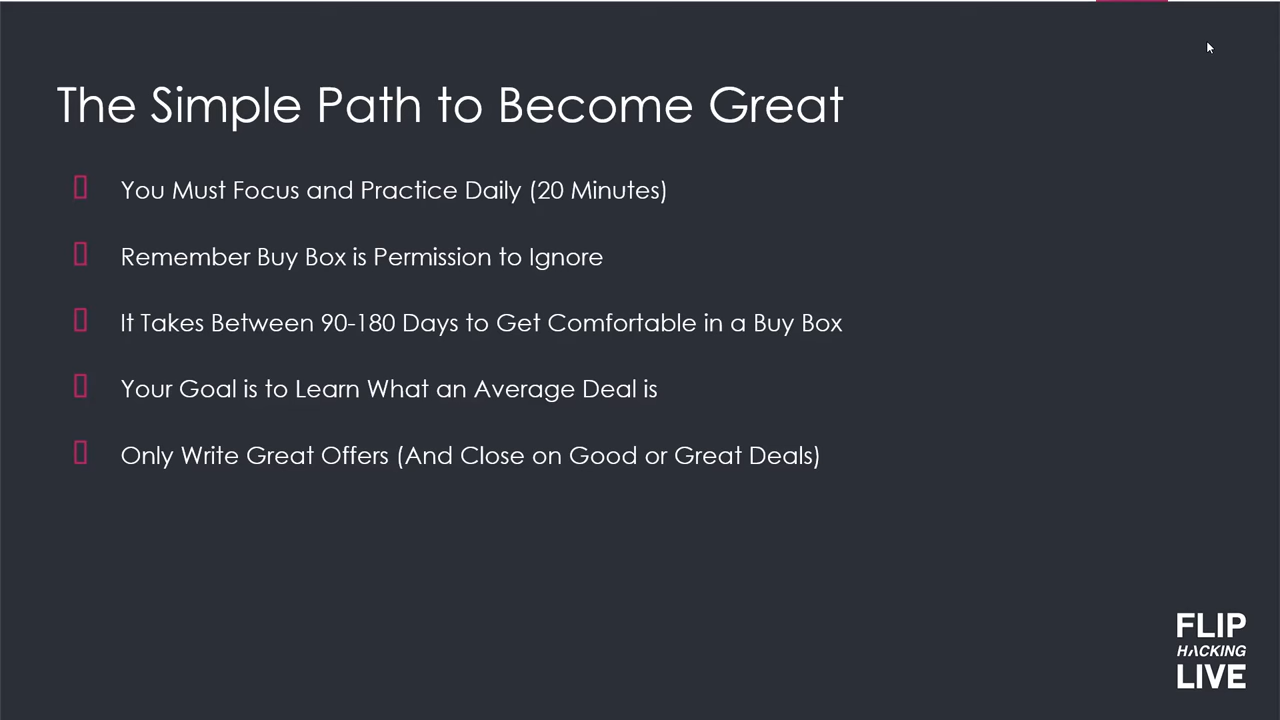 The Simple Path to Become Great
You Must Focus and Practice Daily (20 Minutes)
Remember Buy Box is Permission to Ignore
It Takes Between 90-180 Days to Get Comfortable in a Buy Box
Your Goal is to Learn What an Average Deal is
Only Write Great Offers (And Close on Good or Great Deals)
FLIP
HACKING
LIVE